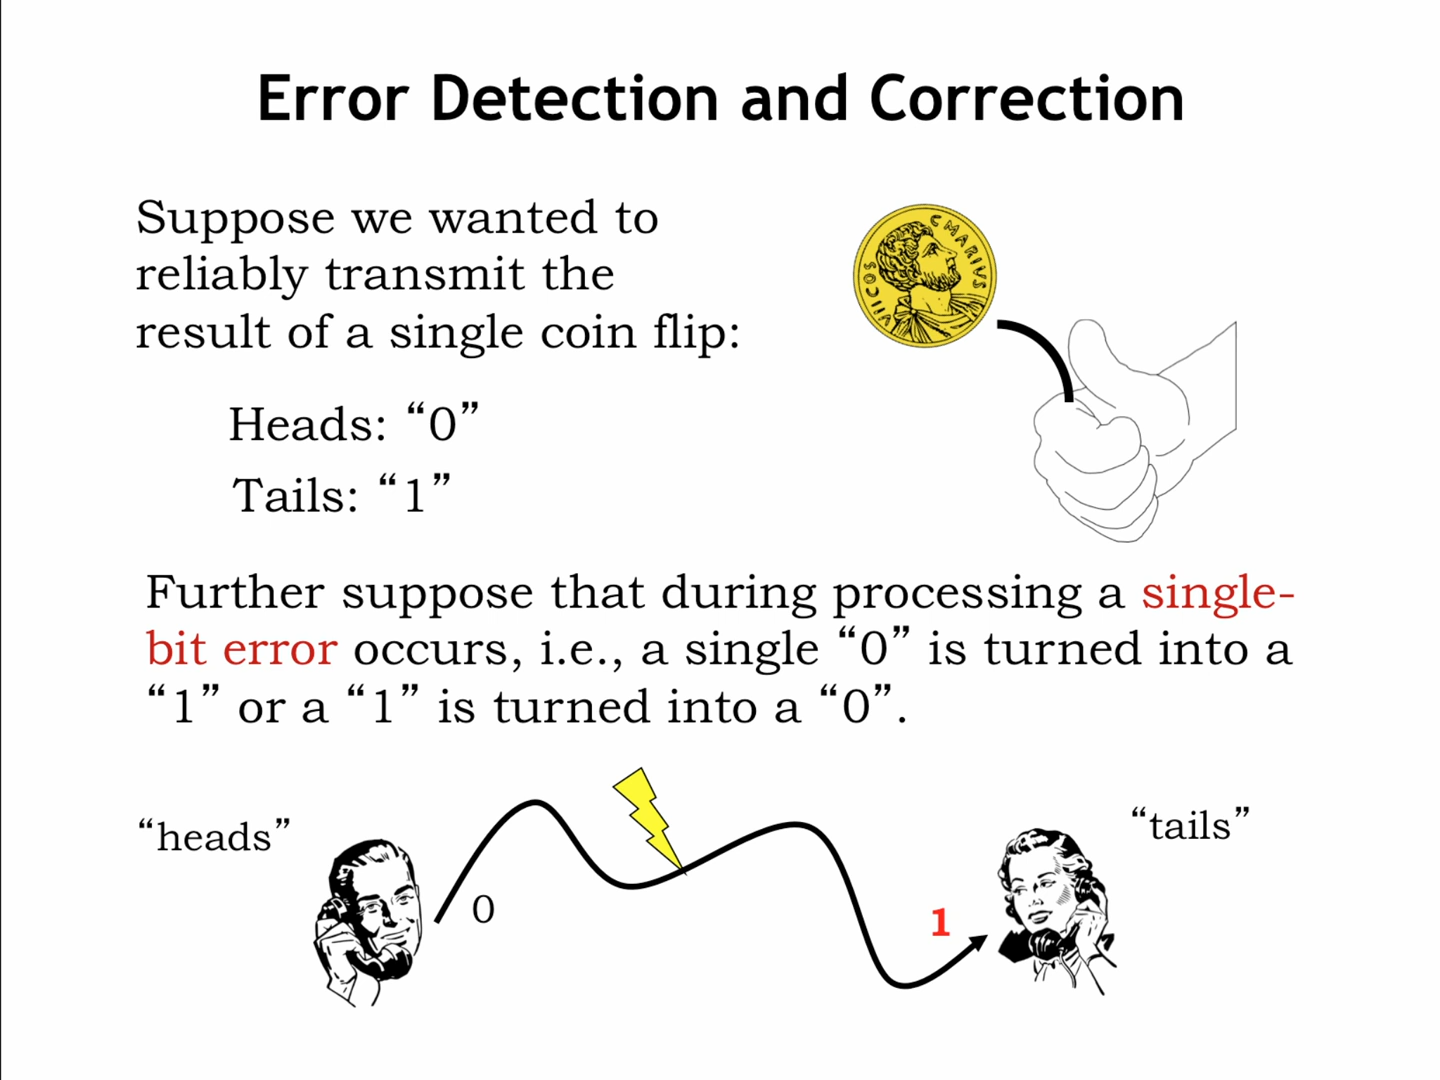 Error Detection and Correction
Suppose we wanted to
reliably transmit the
result of a single coin flip:
C MARIVS
VIICOS
Heads: “0”
Tails: “1”
Further suppose that during processing a single-
bit error occurs, i.e., a single “0” is turned into a
“1” or a “1” is turned into a “0”.
“heads”
“tails”
0
1